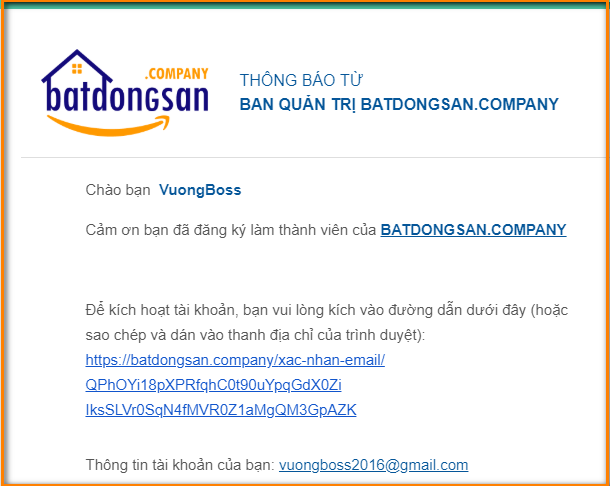 .COMPANY
batdongsan
THÔNG BÁO TỪ
BAN QUẢN TRỊ BATDONGSAN.COMPANY
Chào bạn VuongBoss
Cảm ơn bạn đã đăng ký làm thành viên của BATDONGSAN.COMPANY
Để kích hoạt tài khoản, bạn vui lòng kích vào đường dẫn dưới đây (hoặc
sao chép và dán vào thanh địa chỉ của trình duyệt):
https://batdongsan.company/xac-nhan-email/
QPhOYi18pXPRfqhC0t90uYpqGdX0Zi
IksSLVr0SqN4fMVR0Z1aMgQM3GpAZK
Thông tin tài khoản của bạn: vuongboss2016@gmail.com